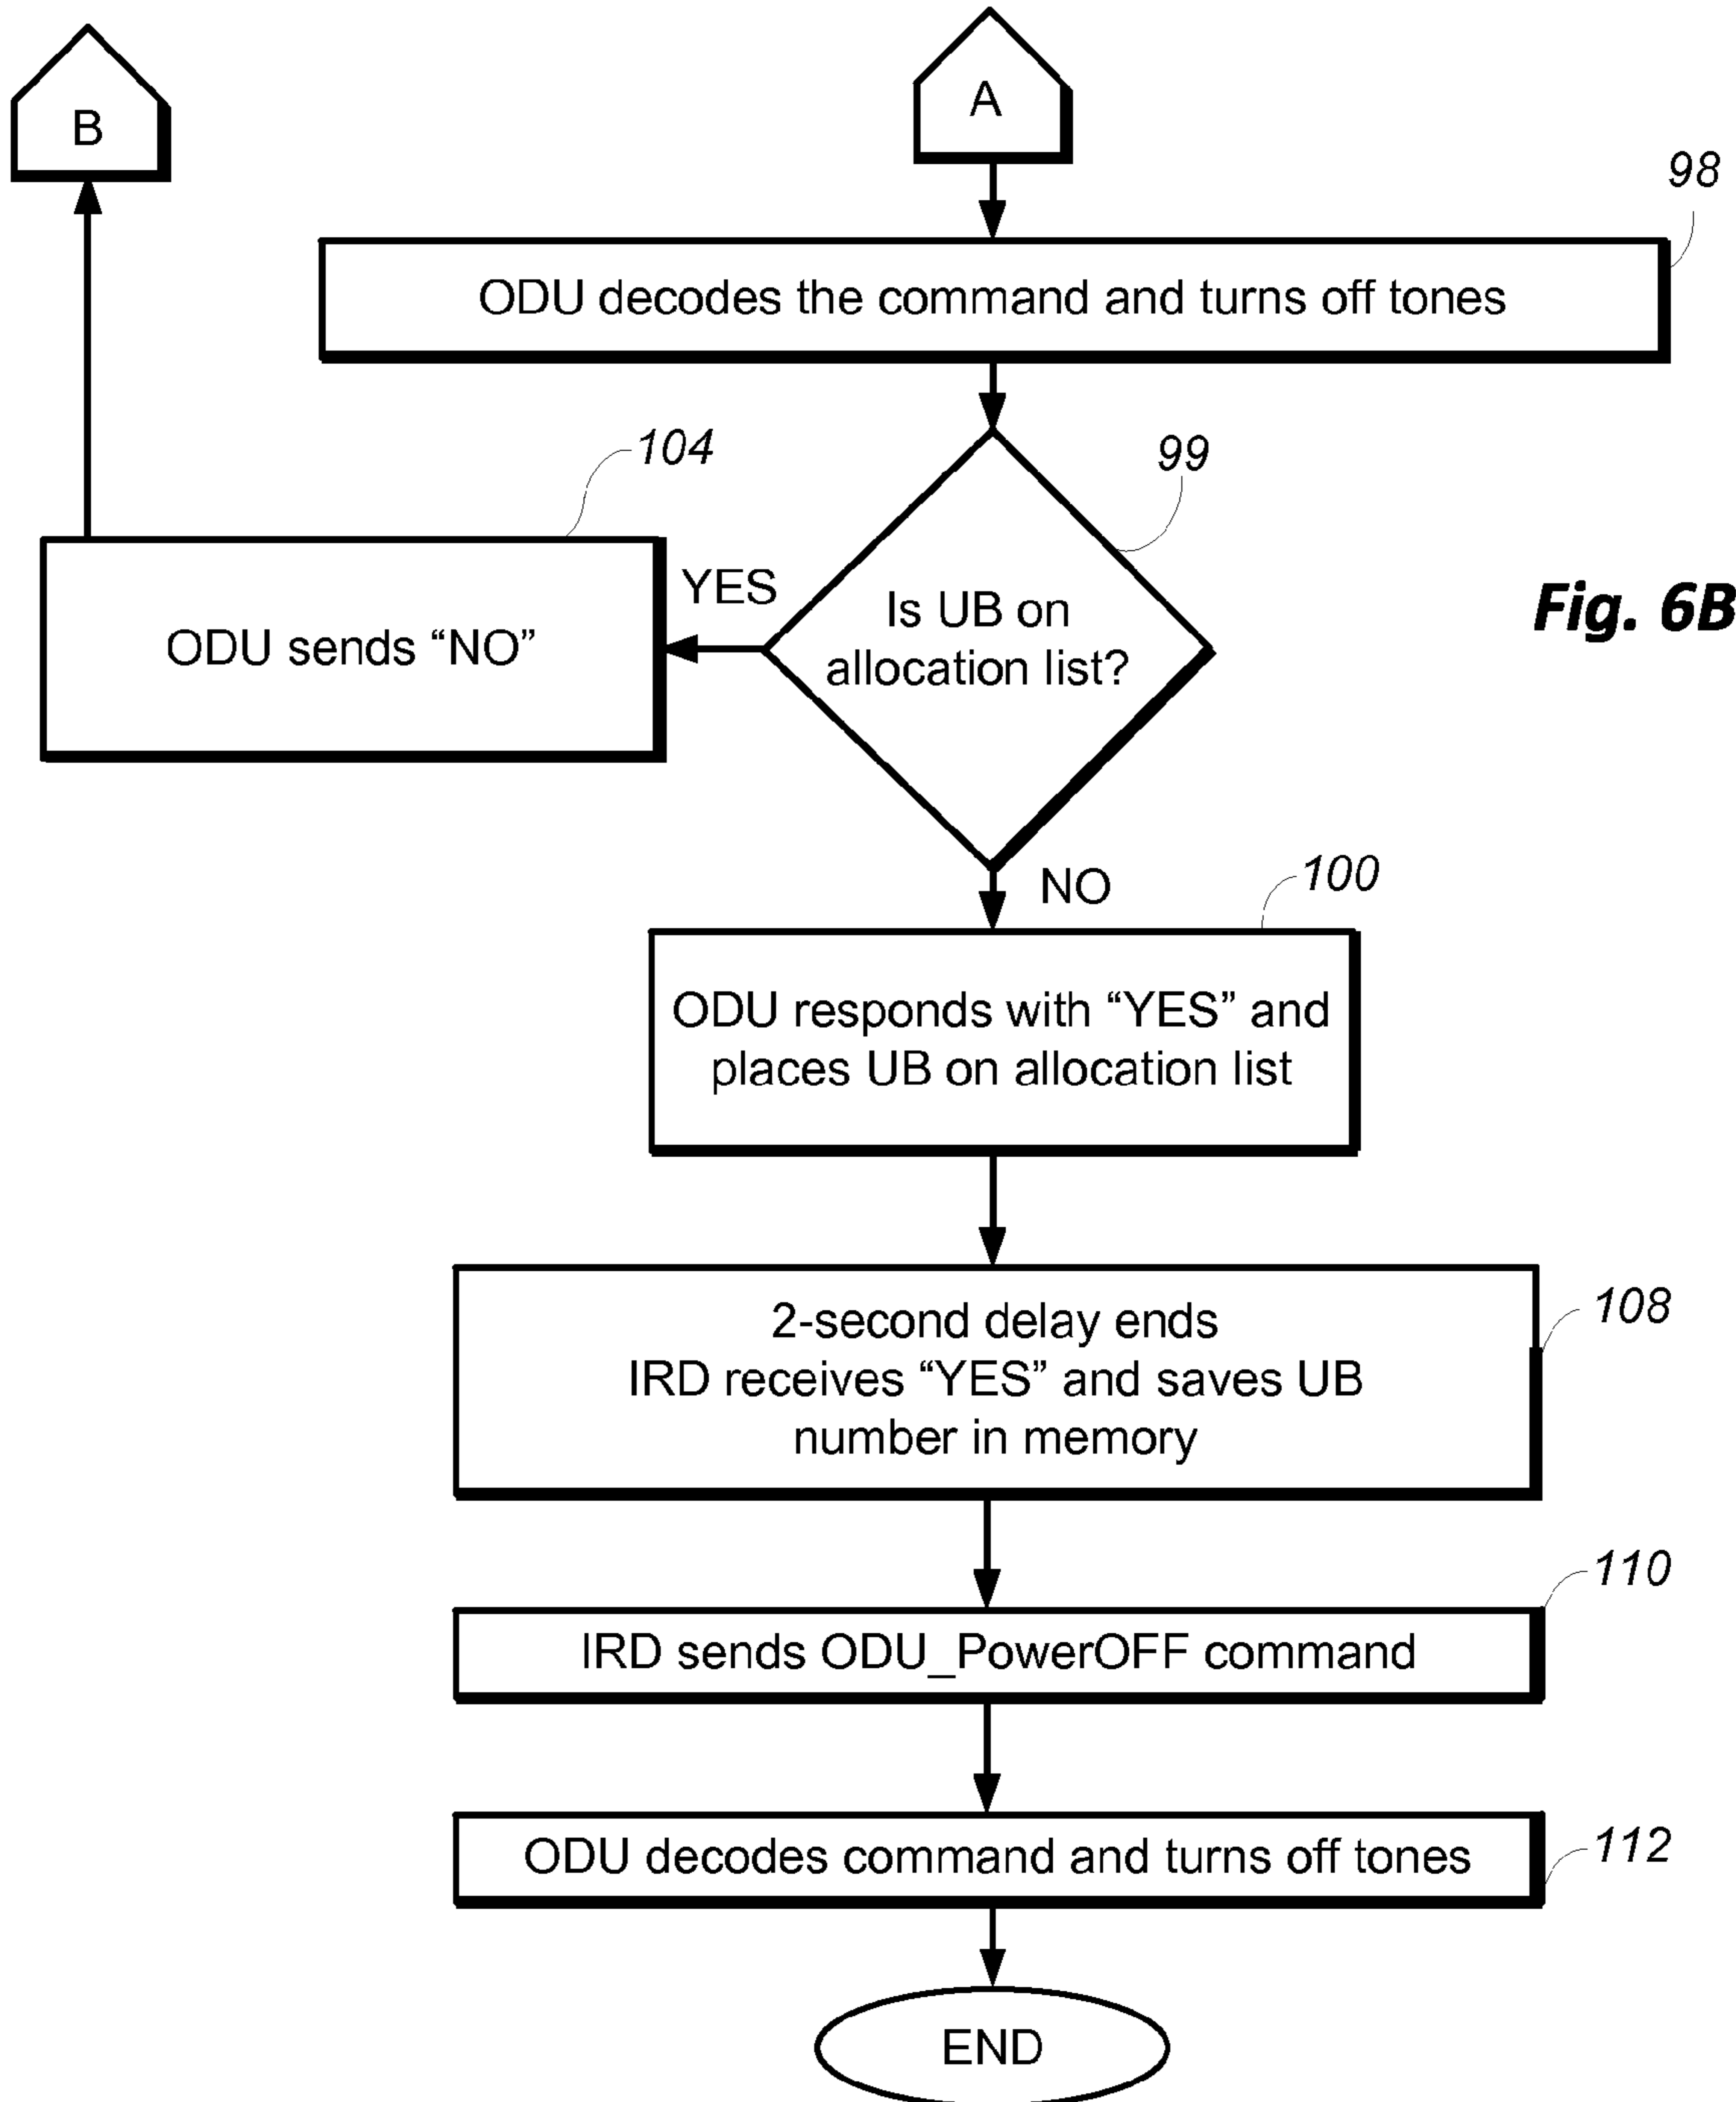 B
A
98
ODU decodes the command and turns off tones
104
99
YES
Is UB on
allocation list?
Fig. 6B
ODU sends “NO”
NO
100
ODU responds with “YES” and
places UB on allocation list
2-second delay ends
IRD receives “YES” and saves UB
number in memory
108
110
IRD sends ODU_PowerOFF command
ODU decodes command and turns off tones
112
END